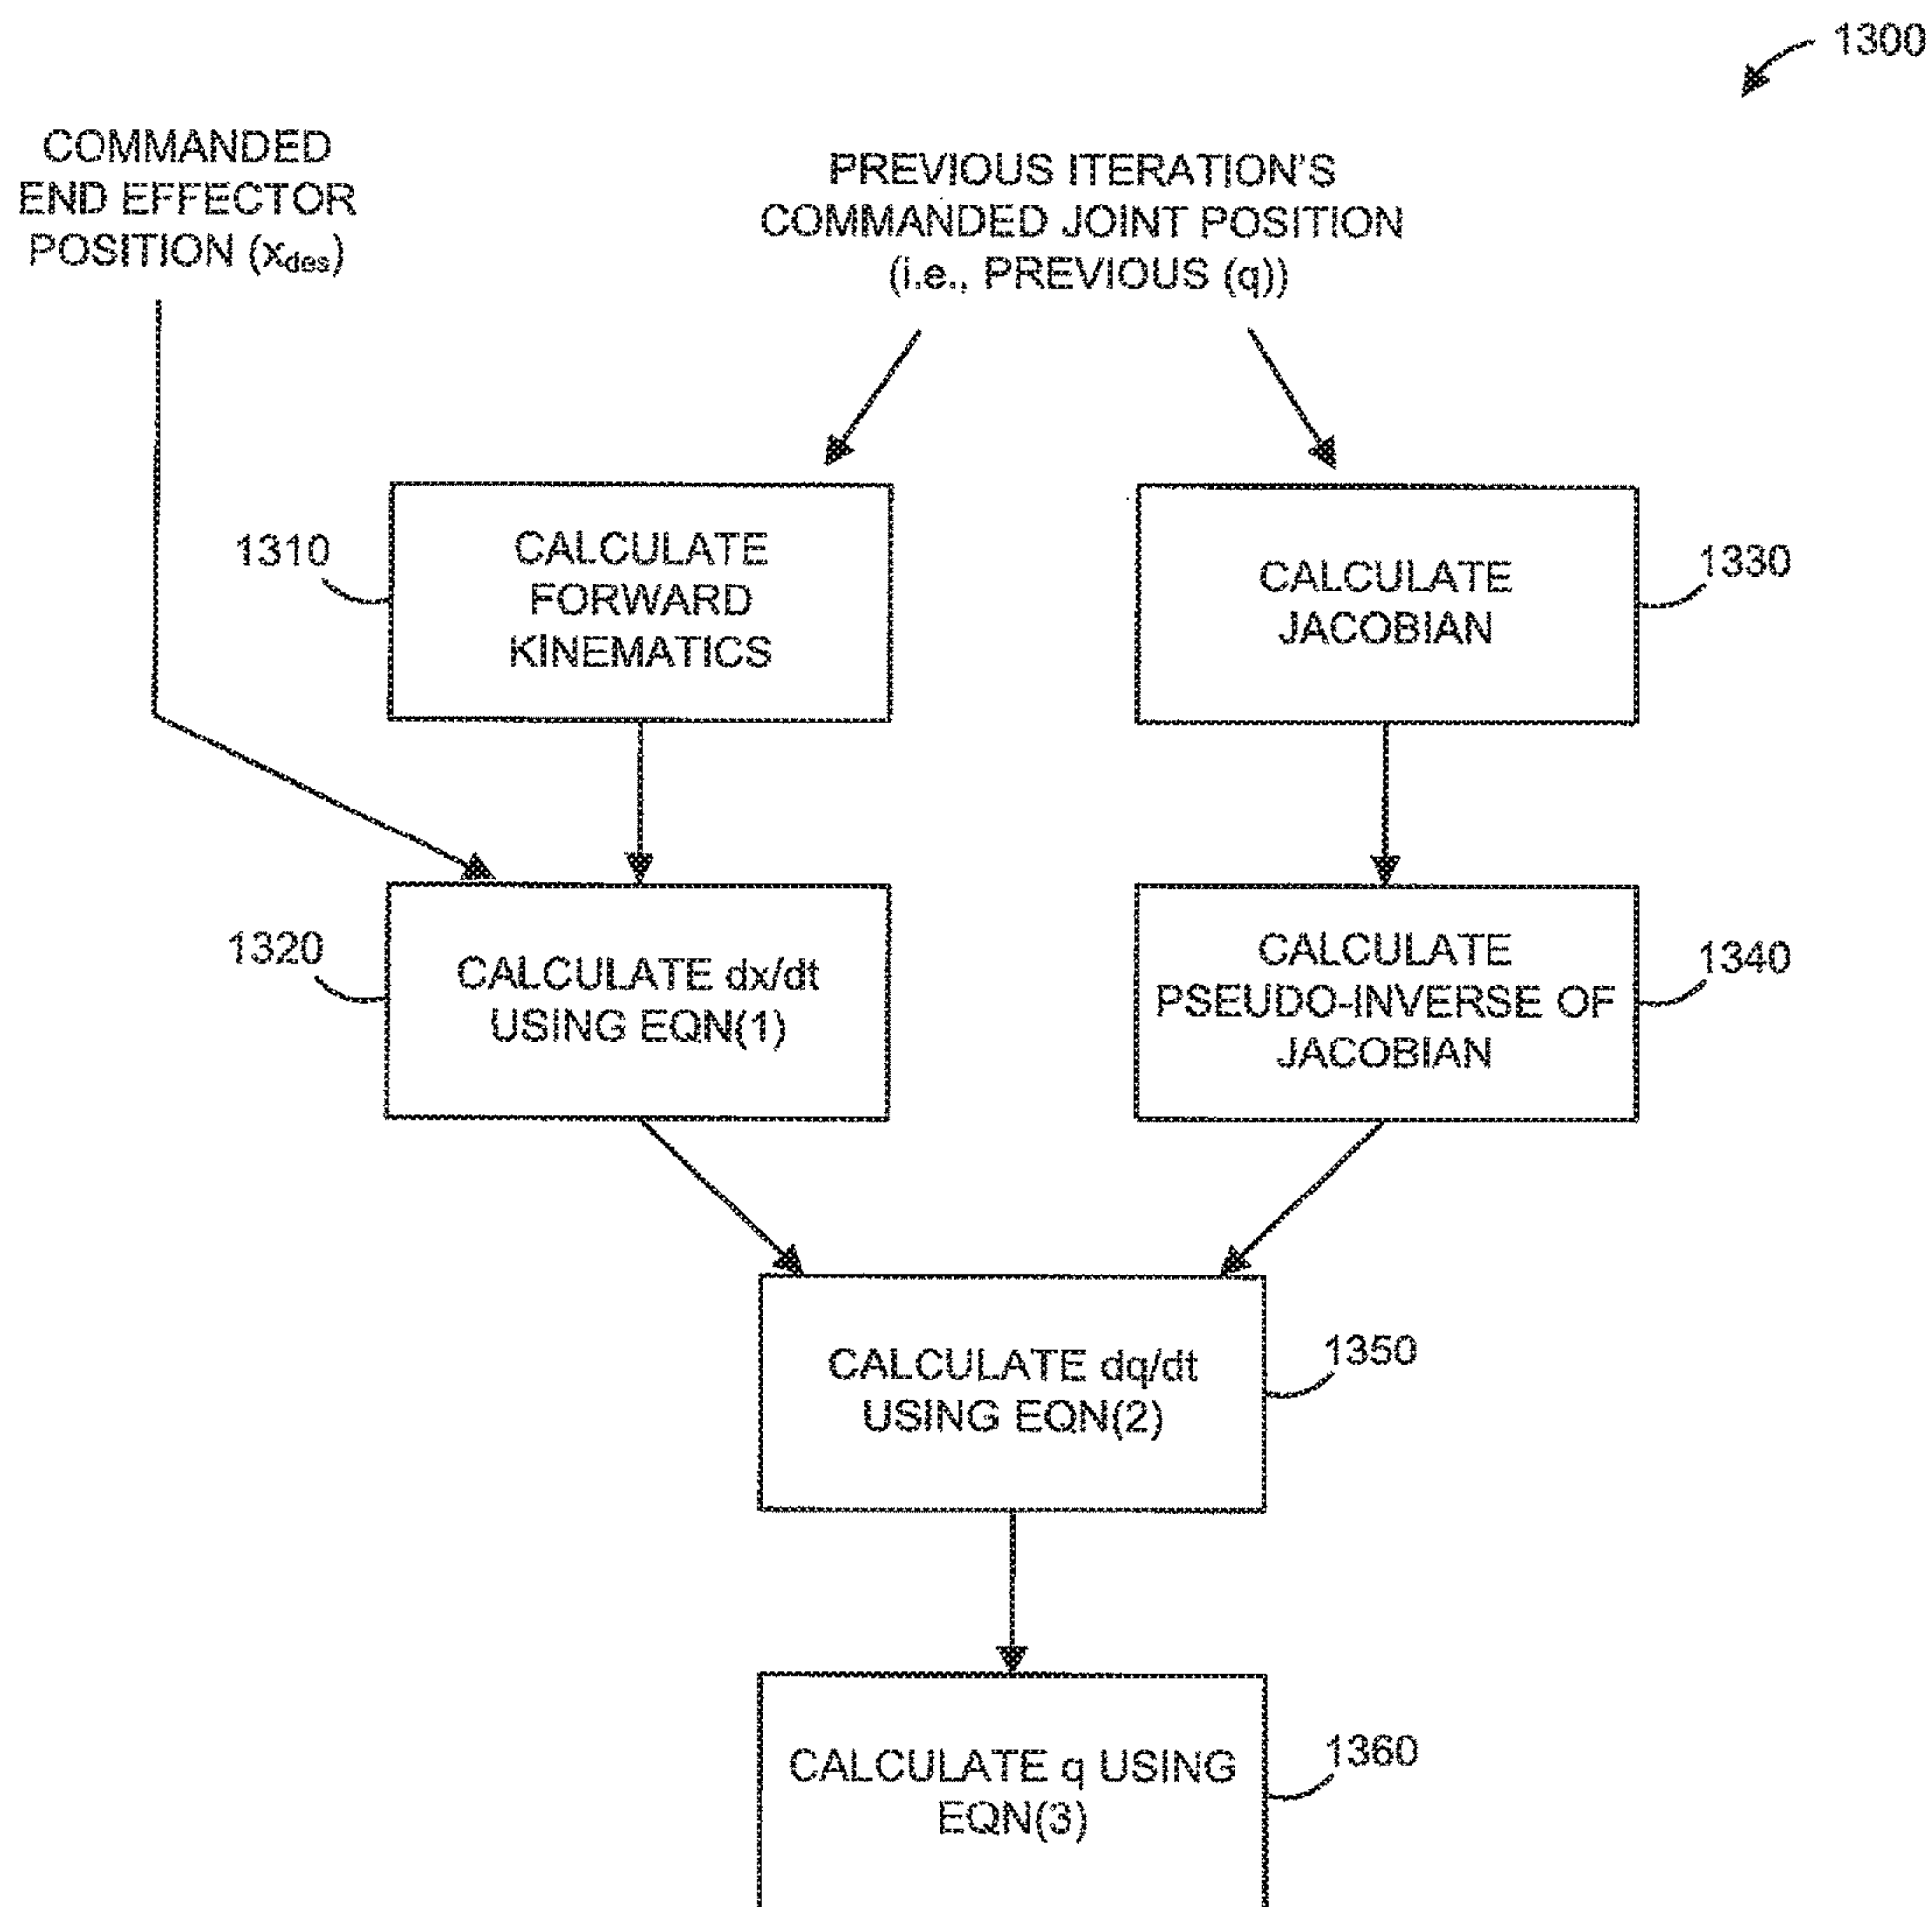 1300
COMMANDED
END EFFECTOR
POSITION (xdes)
PREVIOUS ITERATION'S
COMMANDED JOINT POSITION
(i.e., PREVIOUS (q))
1310
CALCULATE
FORWARD
KINEMATICS
CALCULATE
JACOBIAN
1330
1320
CALCULATE dx/dt
USING EQN(1)
CALCULATE
PSEUDO-INVERSE OF
JACOBIAN
1340
CALCULATE dq/dt
USING EQN(2)
1350
CALCULATE q USING
EQN(3)
1360